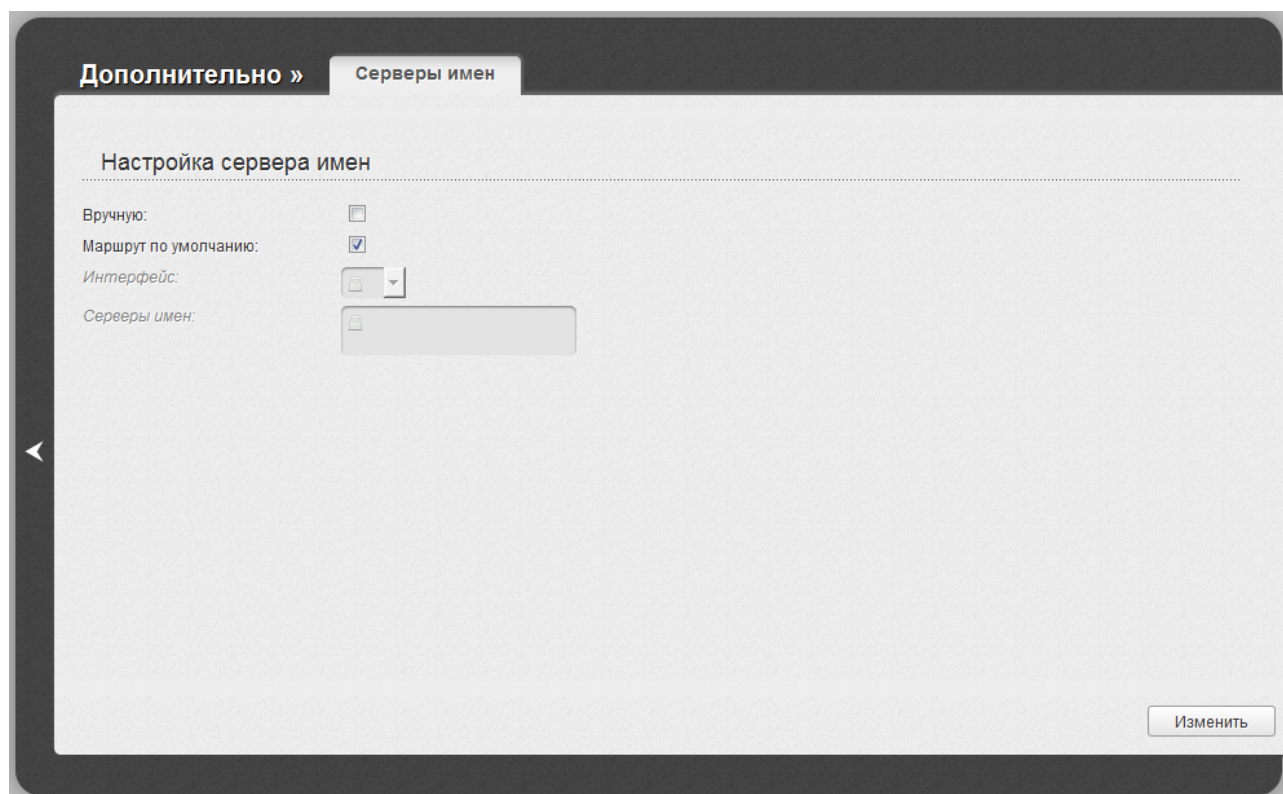 Дополнительно »
Серверы имен
Настройка сервера имен
Вручную:
Маршрут по умолчанию:
Интерфейс:
Серверы имен:
Изменить